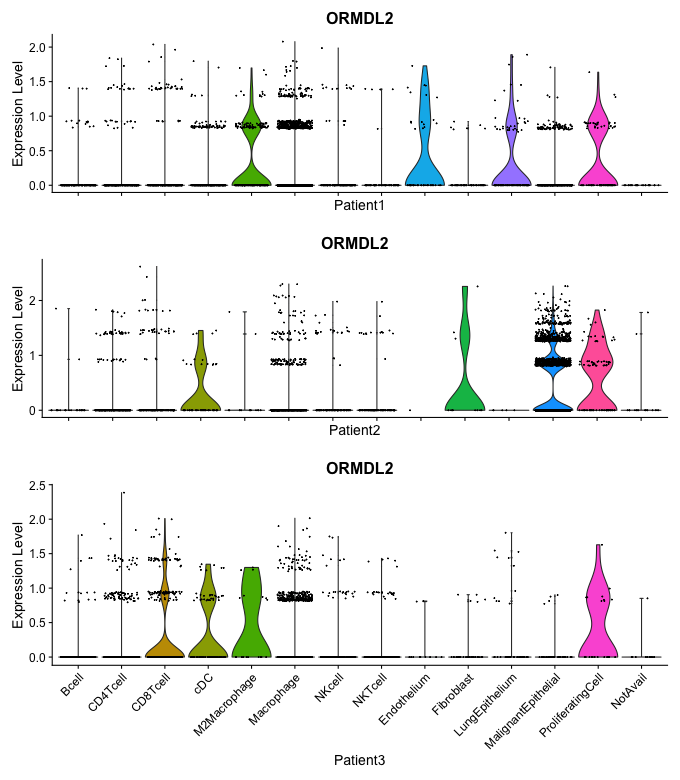 ORMDL2
Expression Level
2.0
1.5
1.0
0.5
0.0
Patient1
ORMDL2
Expression Level
2
1
0
Patient2
ORMDL2
Expression Level
2.5
2.0
1.5
1.0
0.5
0.0
Bcell
CD4Tcell
CD8Tcell
cDC
M2Macrophage
Macrophage
NKcell
NKTcell
Endothelium
Fibroblast
LungEpithelium
MalignantEpithelial
ProliferatingCell
NotAvail
Patient3